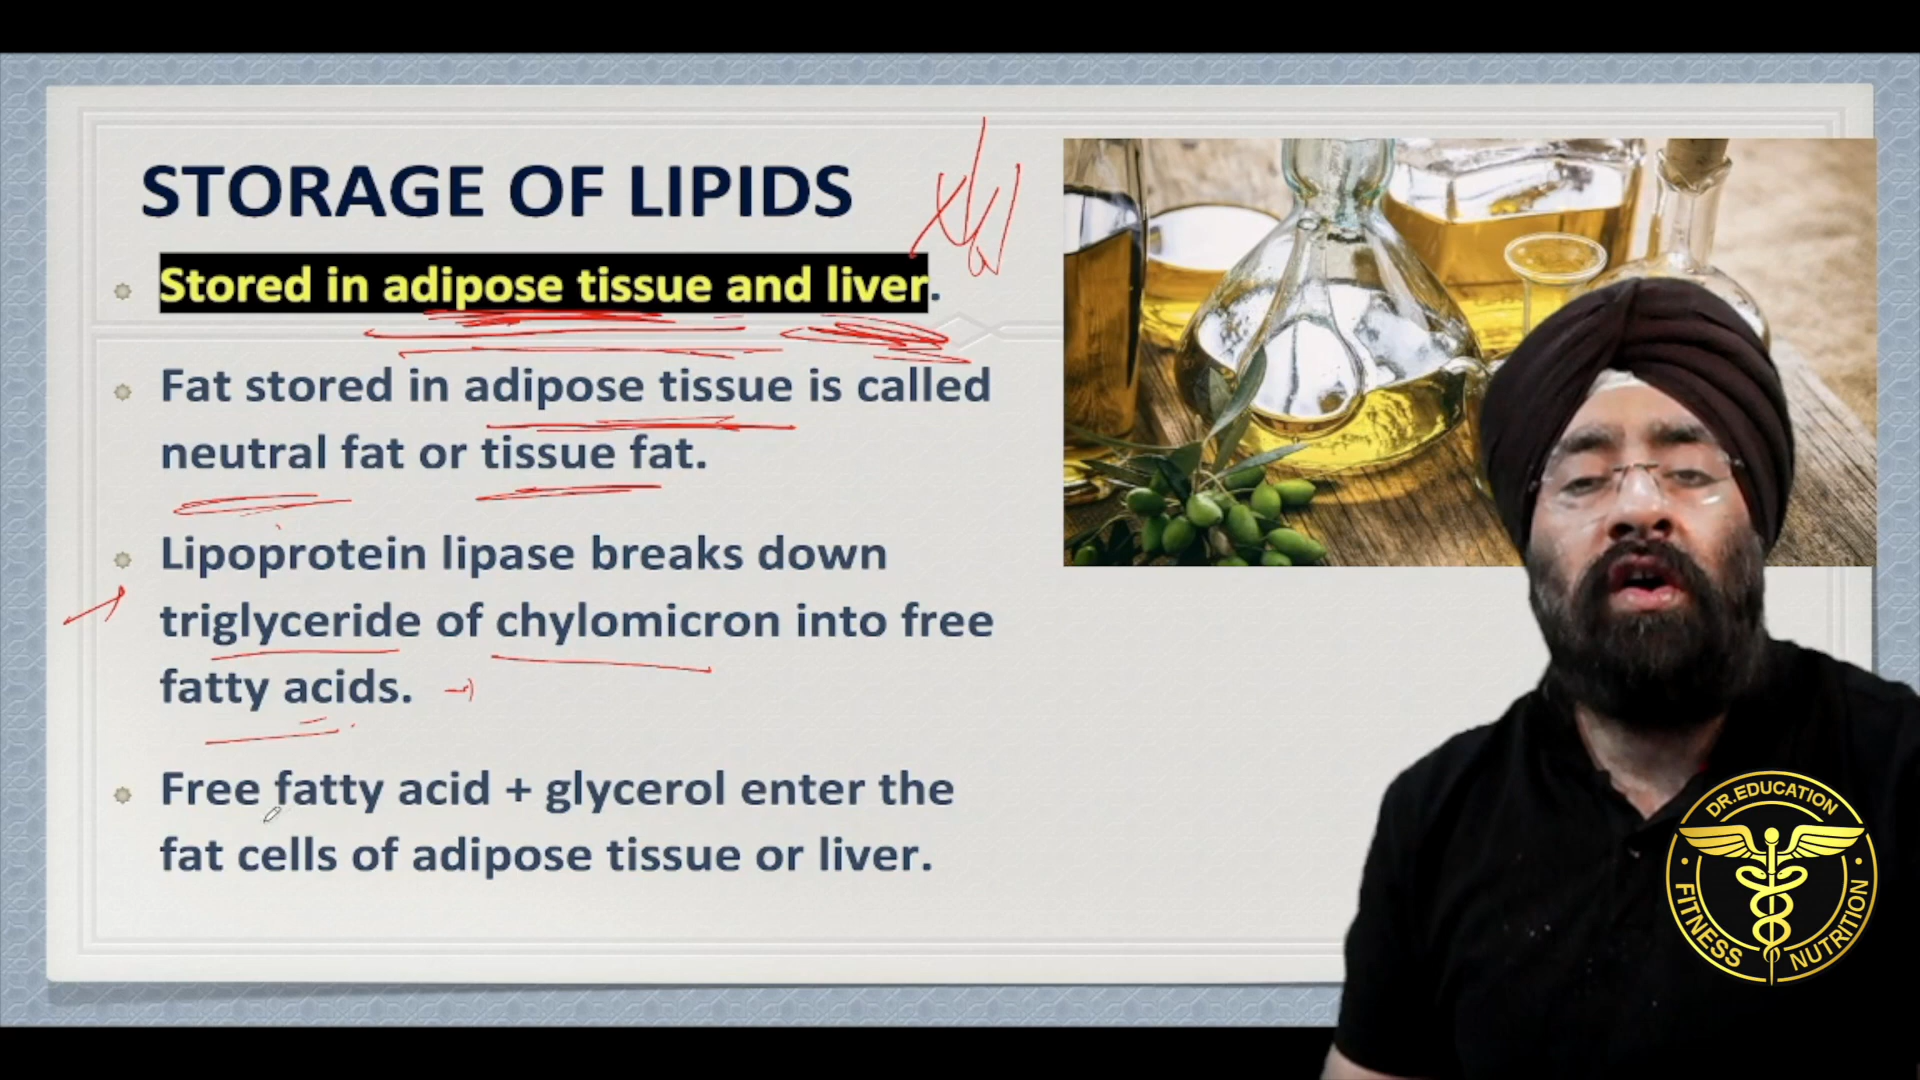 STORAGE OF LIPIDS
Stored in adipose tissue and liver.
Fat stored in adipose tissue is called
neutral fat or tissue fat.
Lipoprotein lipase breaks down
triglyceride of chylomicron into free
fatty acids.
Free fatty acid + glycerol enter the
fat cells of adipose tissue or liver.
DR.EDUCATION
FITNESS NUTRITION